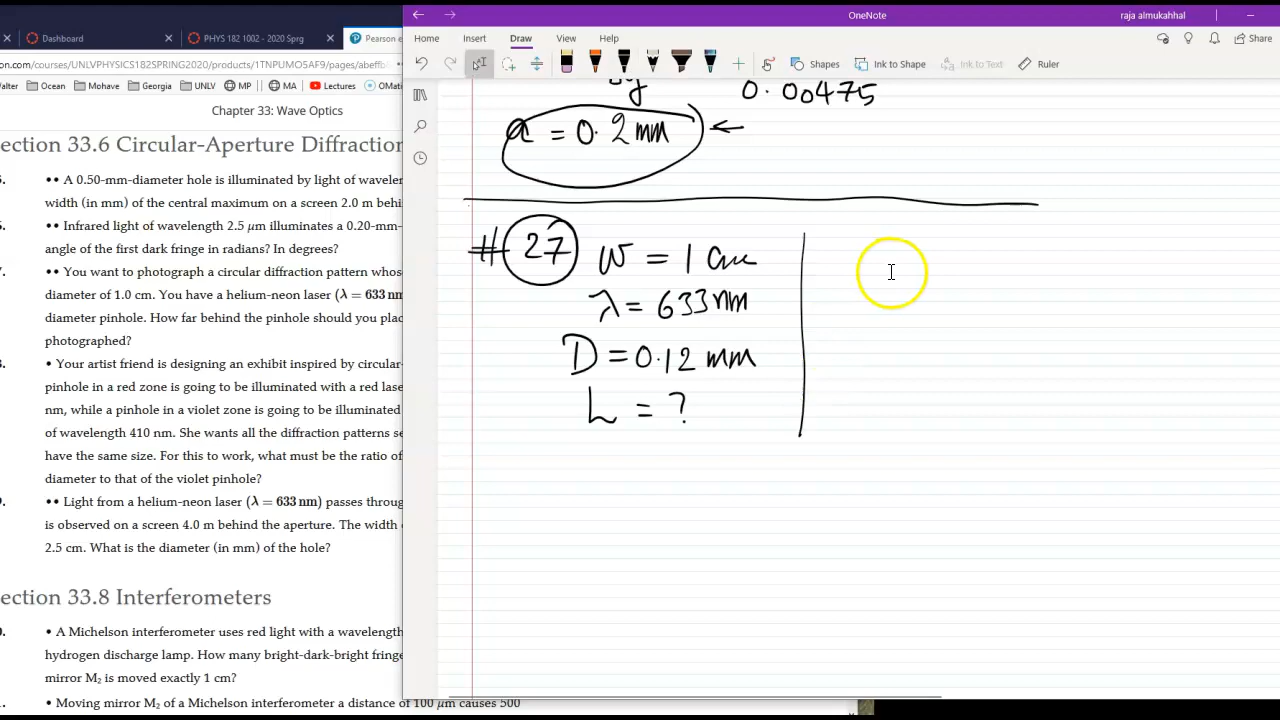 OneNote
raja almukahhal
Dashboard
PHYS 182 1002 - 2020 Sprg
Pearson e
Home Insert Draw View Help
on.com/courses/UNLVPHYSICS182SPRING2020/products/1TNPUMO5AF9/pages/abeffb
Shapes Ink to Shape Ink to Text Ruler Share
alter Ocean Mohave Georgia UNLV MP Lectures OMati
Chapter 33: Wave Optics
ection 33.6 Circular-Aperture Diffraction
•• A 0.50-mm-diameter hole is illuminated by light of wavelen
width (in mm) of the central maximum on a screen 2.0 m behi
•• Infrared light of wavelength 2.5 μm illuminates a 0.20-mm-
angle of the first dark fringe in radians? In degrees?
•• You want to photograph a circular diffraction pattern whose
diameter of 1.0 cm. You have a helium-neon laser (λ = 633 nm
diameter pinhole. How far behind the pinhole should you plac
photographed?
• Your artist friend is designing an exhibit inspired by circular-
pinhole in a red zone is going to be illuminated with a red lase
nm, while a pinhole in a violet zone is going to be illuminated
of wavelength 410 nm. She wants all the diffraction patterns se
have the same size. For this to work, what must be the ratio of
diameter to that of the violet pinhole?
•• Light from a helium-neon laser (λ = 633 nm) passes throug
is observed on a screen 4.0 m behind the aperture. The width o
2.5 cm. What is the diameter (in mm) of the hole?
ection 33.8 Interferometers
• A Michelson interferometer uses red light with a wavelength
hydrogen discharge lamp. How many bright-dark-bright fringe
mirror M₂ is moved exactly 1 cm?
• Moving mirror M₂ of a Michelson interferometer a distance of 100 μm causes 500
0.00475
a = 0.2 mm ←
# 27 W = 1 cm
λ = 633 nm
D = 0.12 mm
L = ?